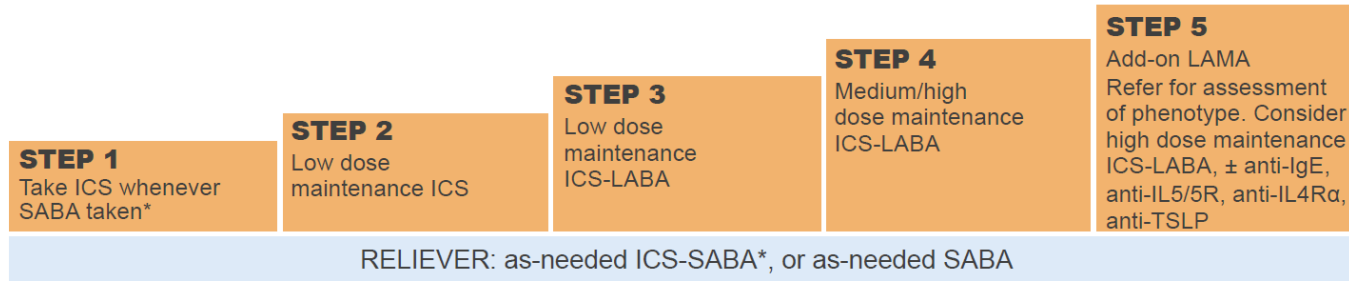 STEP 1
Take ICS whenever
SABA taken*
STEP 2
Low dose
maintenance ICS
STEP 3
Low dose
maintenance
ICS-LABA
STEP 4
Medium/high
dose maintenance
ICS-LABA
STEP 5
Add-on LAMA
Refer for assessment
of phenotype. Consider
high dose maintenance
ICS-LABA, ± anti-IgE,
anti-IL5/5R, anti-IL4Rα,
anti-TSLP
RELIEVER: as-needed ICS-SABA*, or as-needed SABA